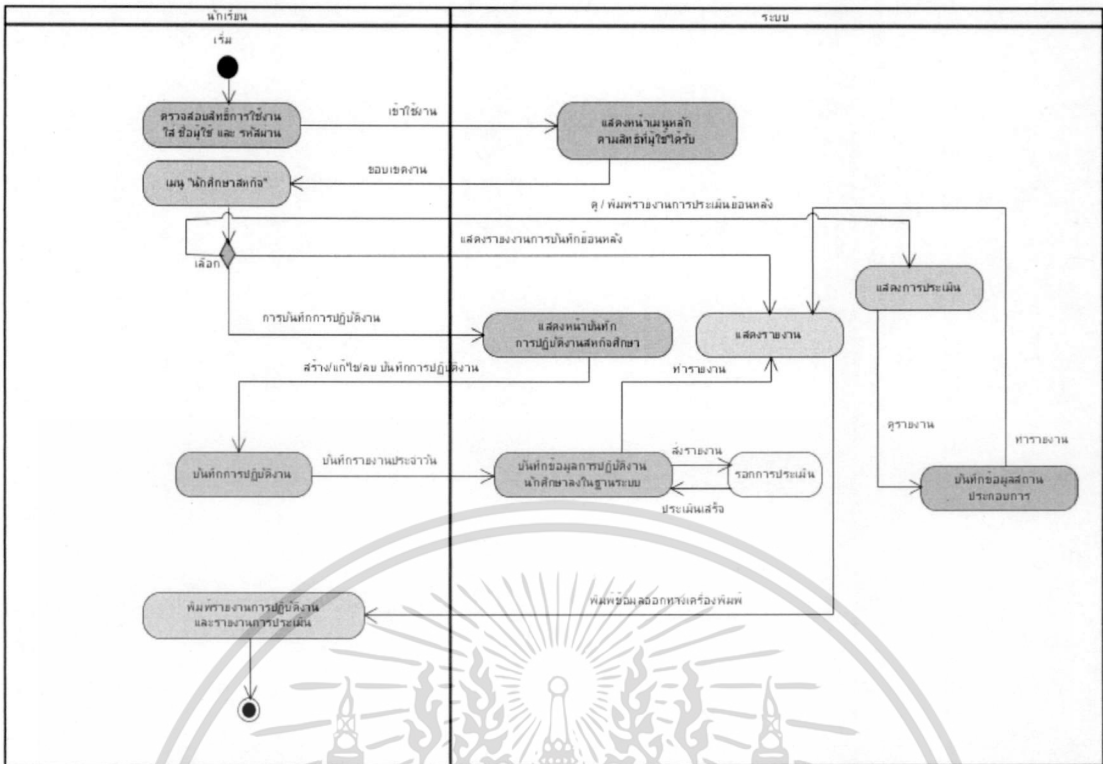 นักเรียน
ระบบ
เริ่ม
ตรวจสอบสิทธิ์การใช้งาน
ใส่ ชื่อผู้ใช้ และ รหัสผ่าน
เข้าใช้งาน
แสดงหน้าเมนูหลัก
ตามสิทธิ์ที่ผู้ใช้ได้รับ
ขอบเขตงาน
เมนู "นักศึกษาสหกิจ"
ดู / พิมพ์รายงานการประเมินย้อนหลัง
แสดงรายงงานการบันทึกย้อนหลัง
เลือก
แสดงการประเมิน
การบันทึกการปฏิบัติงาน
แสดงหน้าบันทึก
การปฏิบัติงานสหกิจศึกษา
แสดงรายงาน
สร้าง/แก้ไข/ลบ บันทึกการปฏิบัติงาน
ทำรายงาน
ดูรายงาน
ทำรายงาน
บันทึกการปฏิบัติงาน
บันทึกรายงานประจำวัน
บันทึกข้อมูลการปฏิบัติงาน
นักศึกษาลงในฐานระบบ
ส่งรายงาน
รอกการประเมิน
ประเมินเสร็จ
บันทึกข้อมูลสถาน
ประกอบการ
พิมพ์รายงานการปฏิบัติงาน
และรายงานการประเมิน
พิมพ์ข้อมูลออกทางเครื่องพิมพ์